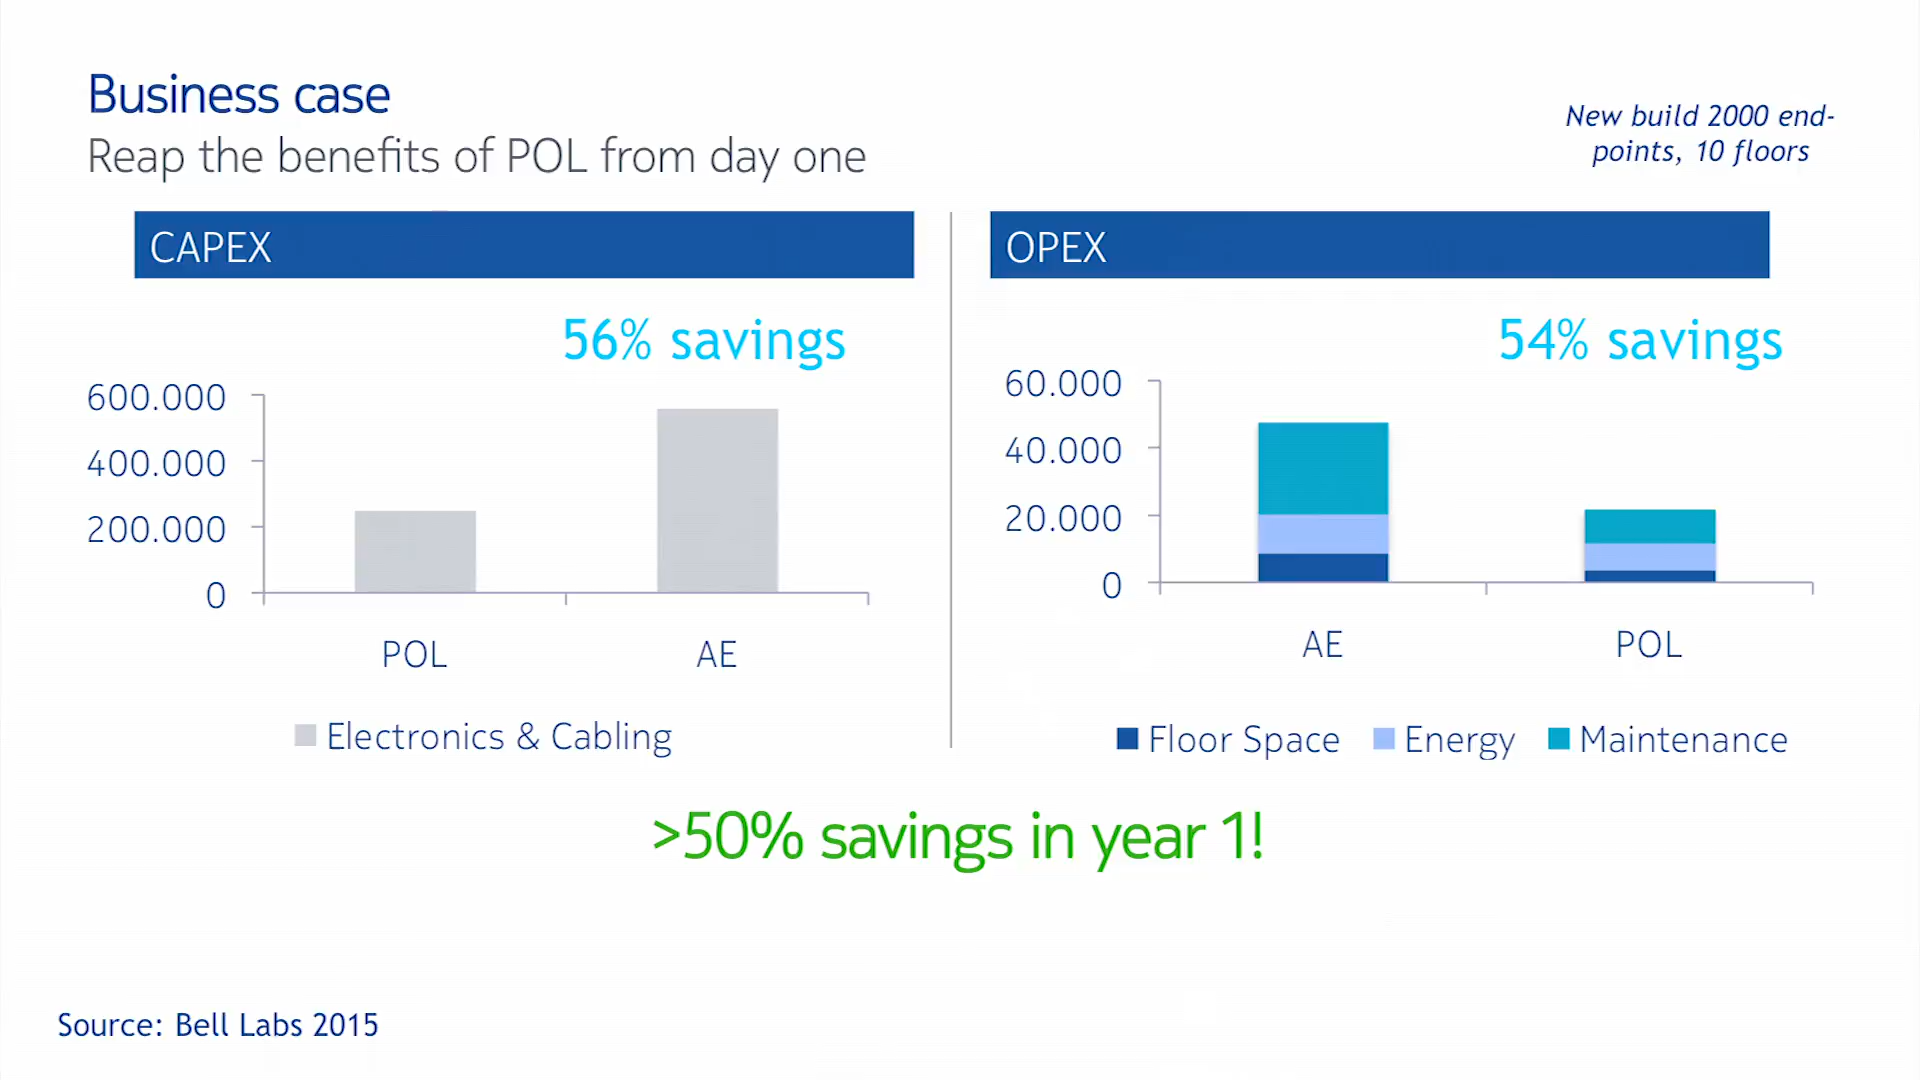 Business case
Reap the benefits of POL from day one
New build 2000 end-
points, 10 floors
CAPEX
56% savings
600.000
400.000
200.000
0
POL
AE
Electronics & Cabling
OPEX
54% savings
60.000
40.000
20.000
0
AE
POL
Floor Space
Energy
Maintenance
>50% savings in year 1!
Source: Bell Labs 2015